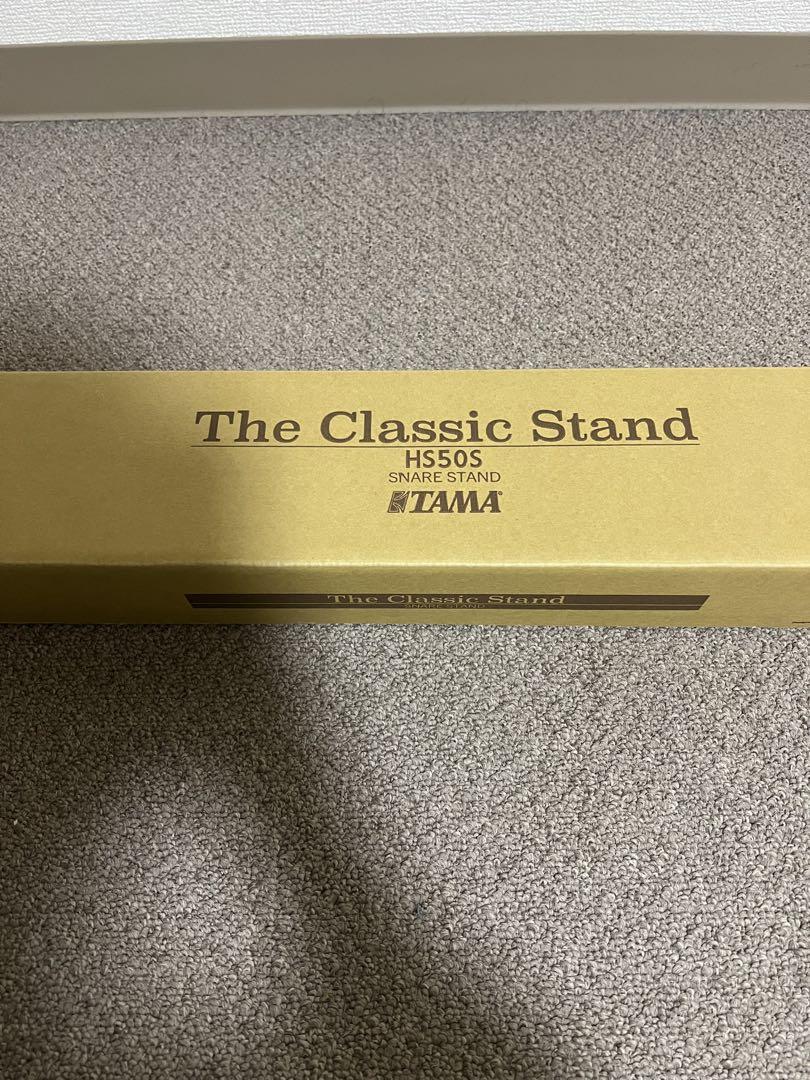 The Classic Stand
HS50S
SNARE STAND
TAMA
The Classic Stand
SNARE STAND